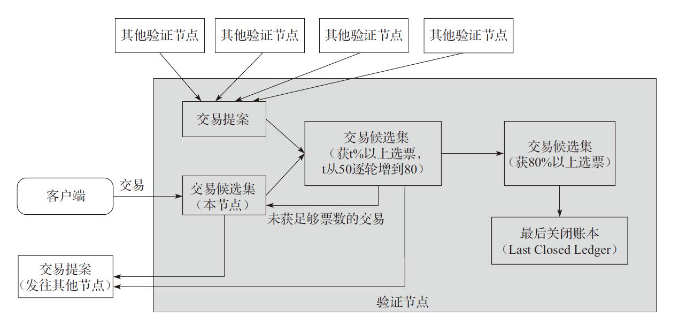 其他验证节点
其他验证节点
其他验证节点
其他验证节点
交易提案
交易候选集
（获t%以上选票，
t从50逐轮增到80）
交易候选集
（获80%以上选票）
客户端
交易
交易候选集
（本节点）
未获足够票数的交易
最后关闭账本
（Last Closed Ledger）
交易提案
（发往其他节点）
验证节点